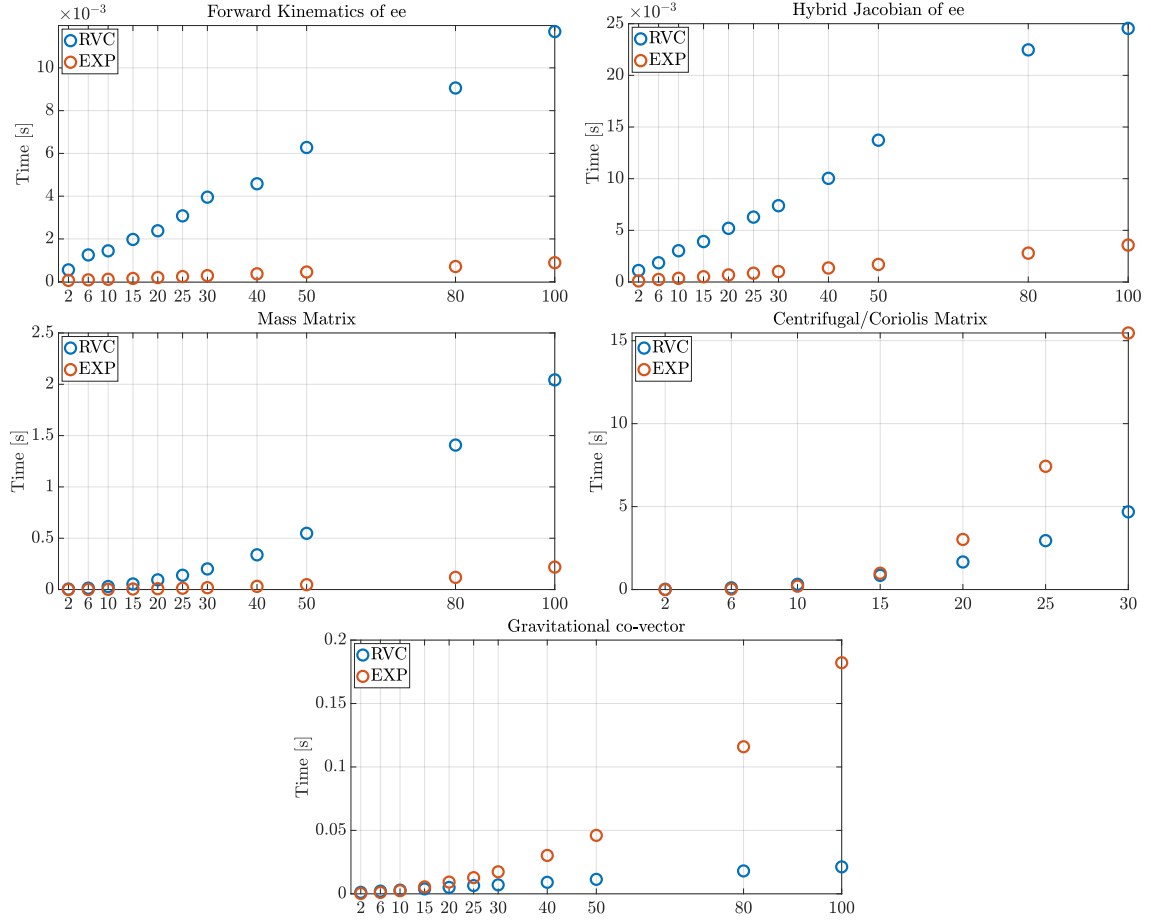 Forward Kinematics of ee
×10⁻³
RVC
EXP
Time [s]
10
8
6
4
2
0
2 6 10 15 20 25 30 40 50 80 100
Hybrid Jacobian of ee
×10⁻³
RVC
EXP
Time [s]
25
20
15
10
5
0
2 6 10 15 20 25 30 40 50 80 100
Mass Matrix
RVC
EXP
Time [s]
2.5
2
1.5
1
0.5
0
2 6 10 15 20 25 30 40 50 80 100
Centrifugal/Coriolis Matrix
RVC
EXP
Time [s]
15
10
5
0
2 6 10 15 20 25 30
Gravitational co-vector
RVC
EXP
Time [s]
0.2
0.15
0.1
0.05
0
2 6 10 15 20 25 30 40 50 80 100